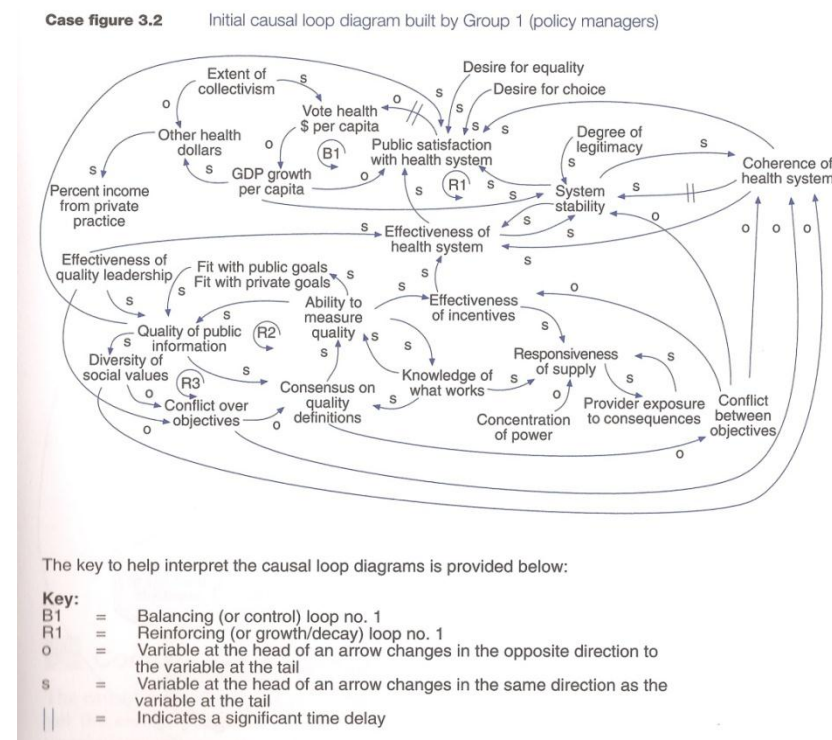 Case figure 3.2 Initial causal loop diagram built by Group 1 (policy managers)
Desire for equality
Desire for choice
Extent of
collectivism
s
o
Vote health
$ per capita
o
s
s
s
s
Other health
dollars
o
B1
Public satisfaction
with health system
Degree of
legitimacy
s
s
Coherence of
health system
s
s
GDP growth
per capita
o
s
R1
s
s
System
stability
s
Percent income
from private
practice
s
Effectiveness of
health system
s
s
o
o
o
o
s
Effectiveness of
quality leadership
Fit with public goals
Fit with private goals
s
s
s
s
s
o
Ability to
measure
quality
Effectiveness
of incentives
s
Quality of public
information
R2
s
s
s
s
s
Diversity of
social values
R3
s
s
Knowledge of
what works
s
Responsiveness
of supply
s
s
o
Conflict over
objectives
o
Consensus on
quality
definitions
s
o
Concentration
of power
Provider exposure
to consequences
Conflict
between
objectives
o
o
The key to help interpret the causal loop diagrams is provided below:
Key:
B1 = Balancing (or control) loop no. 1
R1 = Reinforcing (or growth/decay) loop no. 1
o = Variable at the head of an arrow changes in the opposite direction to
the variable at the tail
s = Variable at the head of an arrow changes in the same direction as the
variable at the tail
|| = Indicates a significant time delay